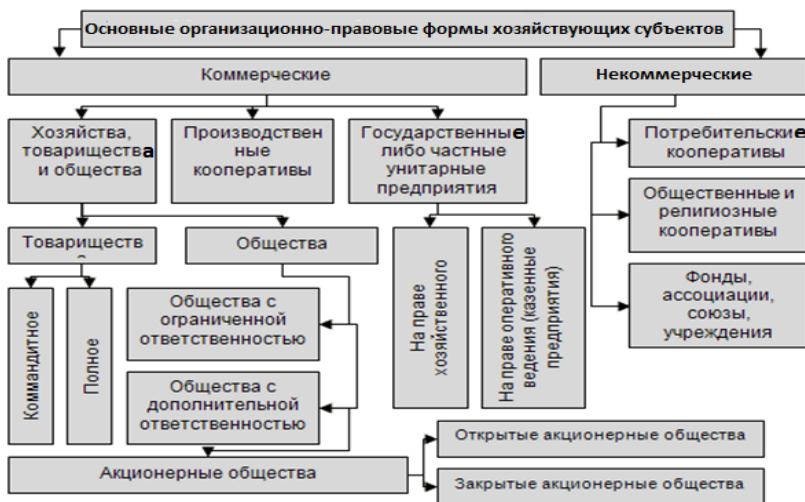 Основные организационно-правовые формы хозяйствующих субъектов
Коммерческие
Некоммерческие
Хозяйства,
товарищества
и общества
Производствен
ные
кооперативы
Государственные
либо частные
унитарные
предприятия
Потребительские
кооперативы
Общественные и
религиозные
кооперативы
Фонды,
ассоциации,
союзы,
учреждения
Товариществ
Общества
Коммандитное
Полное
Общества с
ограниченной
ответственностью
Общества с
дополнительной
ответственностью
На праве
хозяйственного
На праве оперативного
ведения (казенные
предприятия)
Акционерные общества
Открытые акционерные общества
Закрытые акционерные общества